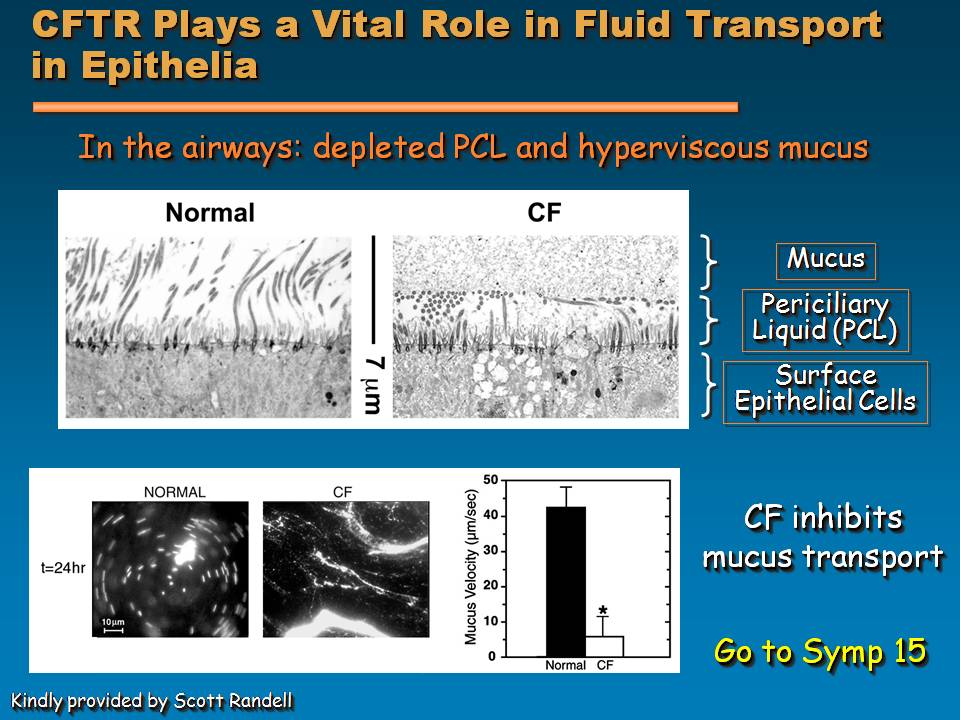 CFTR Plays a Vital Role in Fluid Transport
in Epithelia
In the airways: depleted PCL and hyperviscous mucus
Normal
CF
7 μm
Mucus
Periciliary
Liquid (PCL)
Surface
Epithelial Cells
NORMAL
CF
t=24hr
10μm
Mucus Velocity (μm/sec)
50
40
30
20
10
0
*
Normal
CF
CF inhibits
mucus transport
Go to Symp 15
Kindly provided by Scott Randell